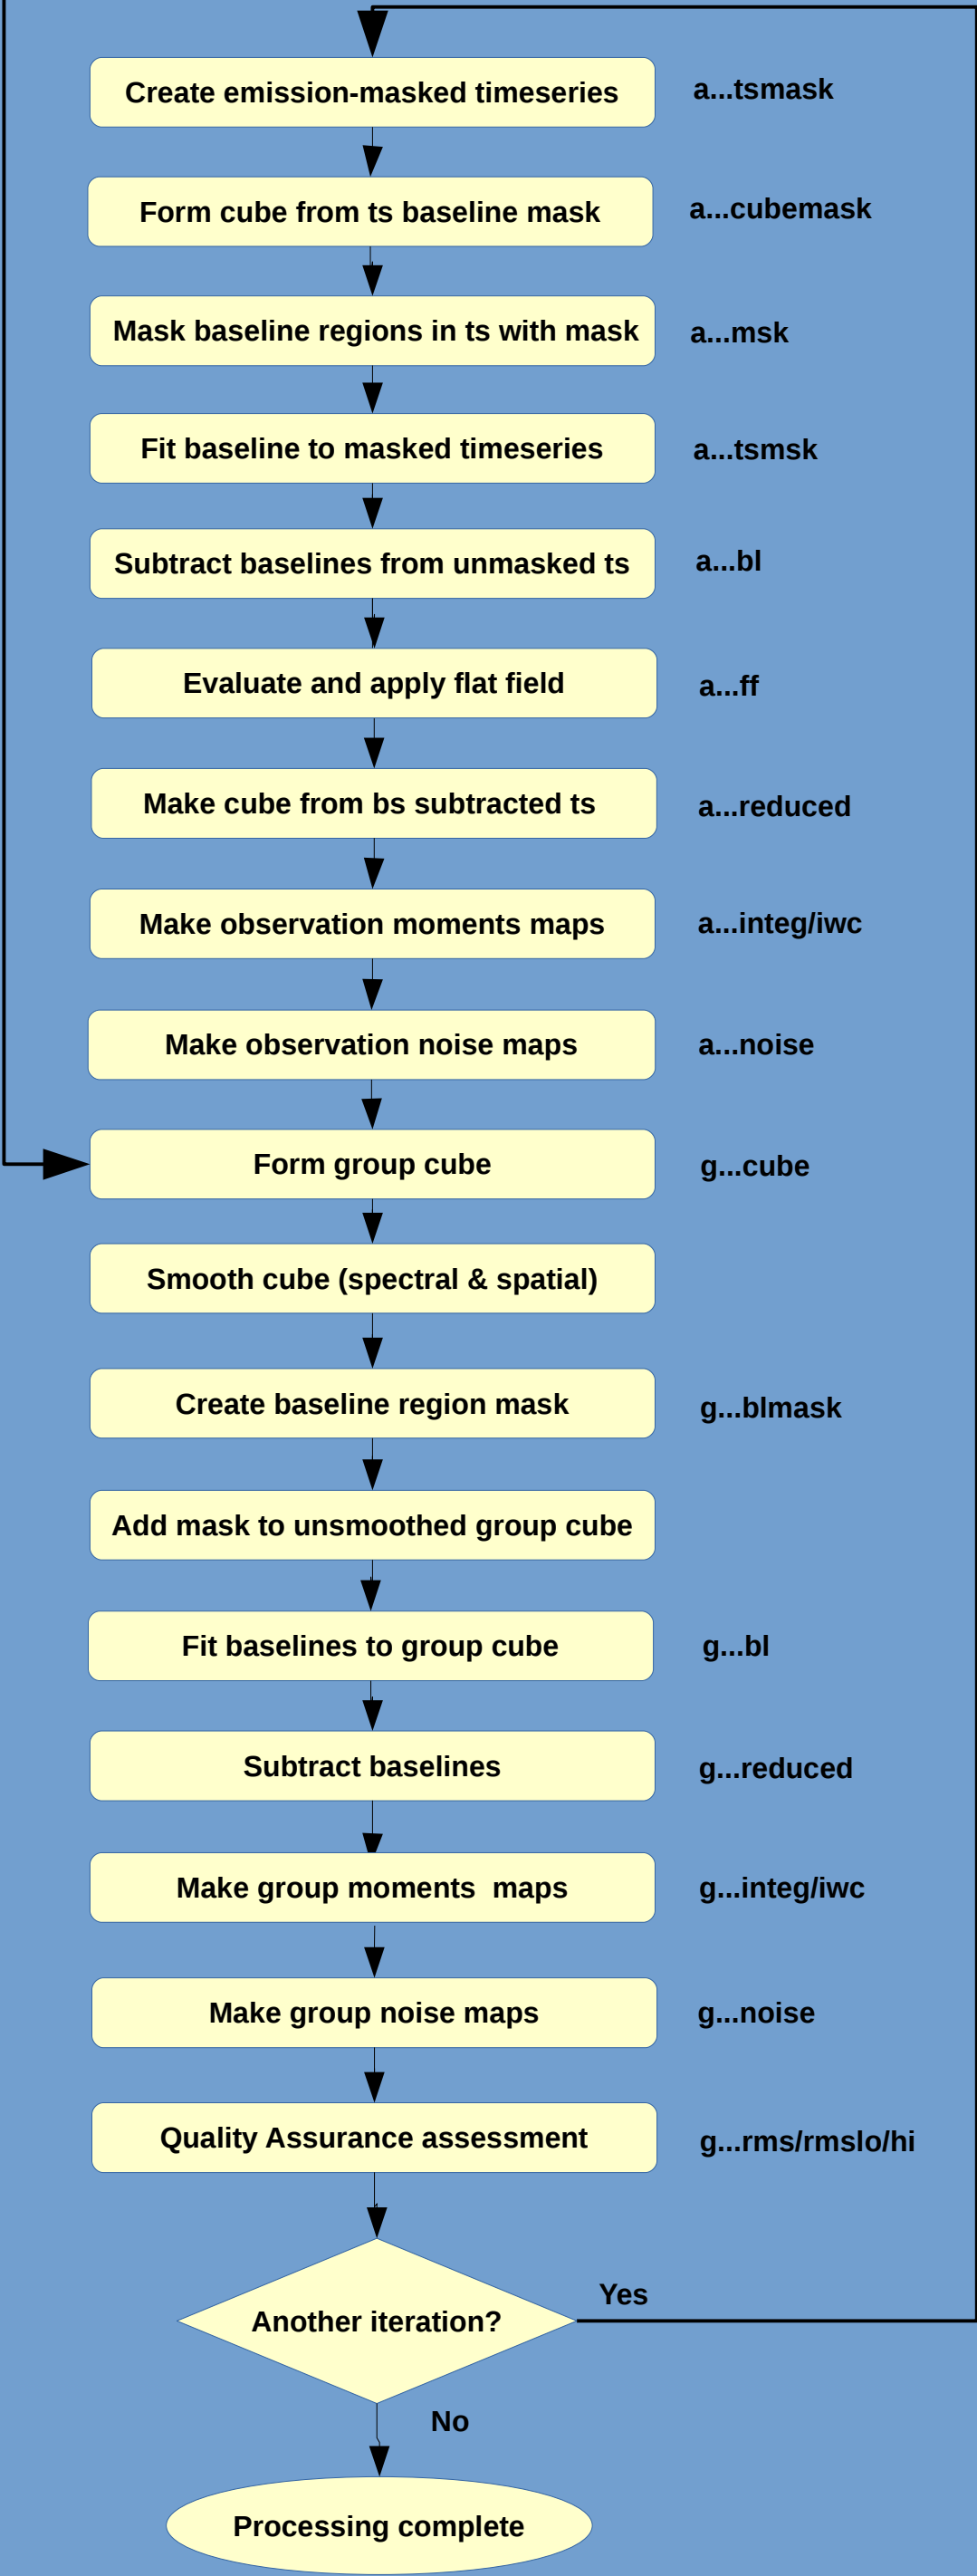 Create emission-masked timeseries
a...tsmask
Form cube from ts baseline mask
a...cubemask
Mask baseline regions in ts with mask
a...msk
Fit baseline to masked timeseries
a...tsmsk
Subtract baselines from unmasked ts
a...bl
Evaluate and apply flat field
a...ff
Make cube from bs subtracted ts
a...reduced
Make observation moments maps
a...integ/iwc
Make observation noise maps
a...noise
Form group cube
g...cube
Smooth cube (spectral & spatial)
Create baseline region mask
g...blmask
Add mask to unsmoothed group cube
Fit baselines to group cube
g...bl
Subtract baselines
g...reduced
Make group moments  maps
g...integ/iwc
Make group noise maps
g...noise
Quality Assurance assessment
g...rms/rmslo/hi
Another iteration?
Yes
No
Processing complete